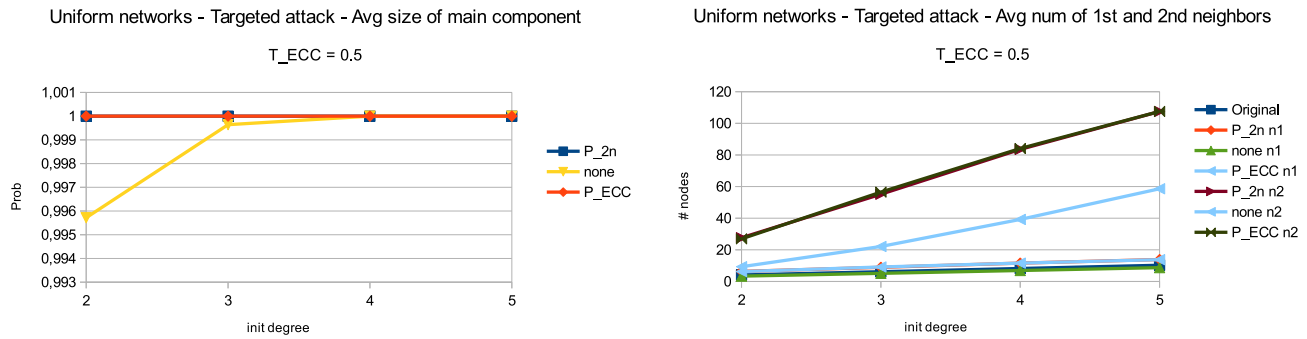 Uniform networks - Targeted attack - Avg size of main component
T_ECC = 0.5
1,001
1
0,999
0,998
0,997
0,996
0,995
0,994
0,993
Prob
2
3
4
5
init degree
P_2n
none
P_ECC
Uniform networks - Targeted attack - Avg num of 1st and 2nd neighbors
T_ECC = 0.5
120
100
80
60
40
20
0
# nodes
2
3
4
5
init degree
Original
P_2n n1
none n1
P_ECC n1
P_2n n2
none n2
P_ECC n2